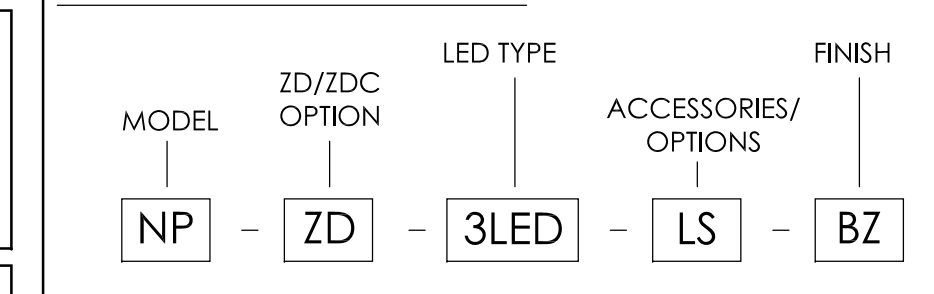 LED TYPE
FINISH
ZD/ZDC
OPTION
MODEL
ACCESSORIES/
OPTIONS
NP - ZD - 3LED - LS - BZ